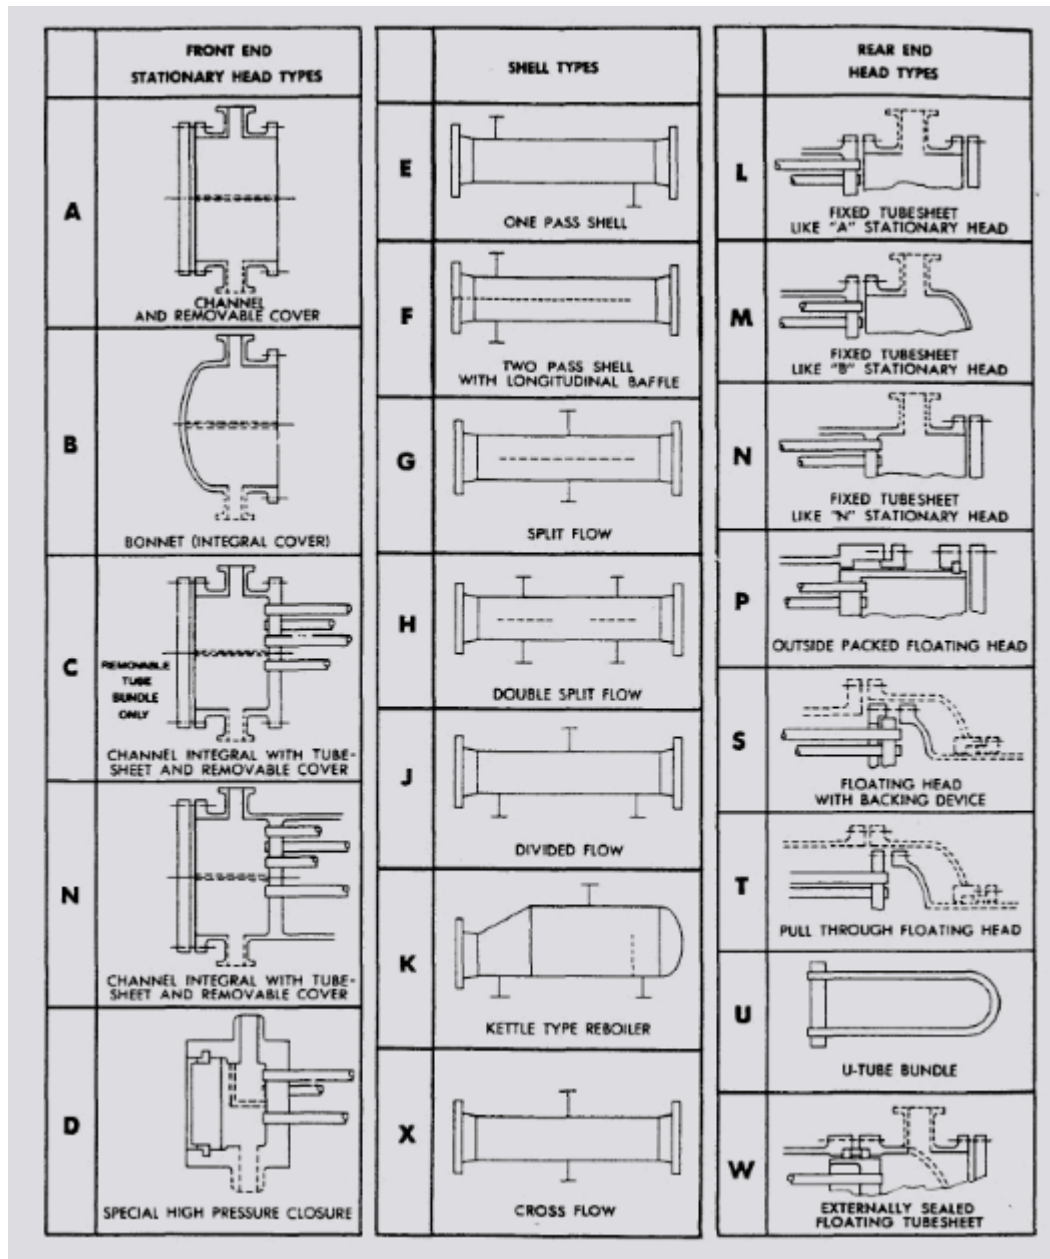 FRONT END
STATIONARY HEAD TYPES
A
CHANNEL
AND REMOVABLE COVER
B
BONNET (INTEGRAL COVER)
C
REMOVABLE
TUBE
BUNDLE
ONLY
CHANNEL INTEGRAL WITH TUBE-
SHEET AND REMOVABLE COVER
N
CHANNEL INTEGRAL WITH TUBE-
SHEET AND REMOVABLE COVER
D
SPECIAL HIGH PRESSURE CLOSURE
SHELL TYPES
E
ONE PASS SHELL
F
TWO PASS SHELL
WITH LONGITUDINAL BAFFLE
G
SPLIT FLOW
H
DOUBLE SPLIT FLOW
J
DIVIDED FLOW
K
KETTLE TYPE REBOILER
X
CROSS FLOW
REAR END
HEAD TYPES
L
FIXED TUBESHEET
LIKE "A" STATIONARY HEAD
M
FIXED TUBESHEET
LIKE "B" STATIONARY HEAD
N
FIXED TUBESHEET
LIKE "N" STATIONARY HEAD
P
OUTSIDE PACKED FLOATING HEAD
S
FLOATING HEAD
WITH BACKING DEVICE
T
PULL THROUGH FLOATING HEAD
U
U-TUBE BUNDLE
W
EXTERNALLY SEALED
FLOATING TUBESHEET